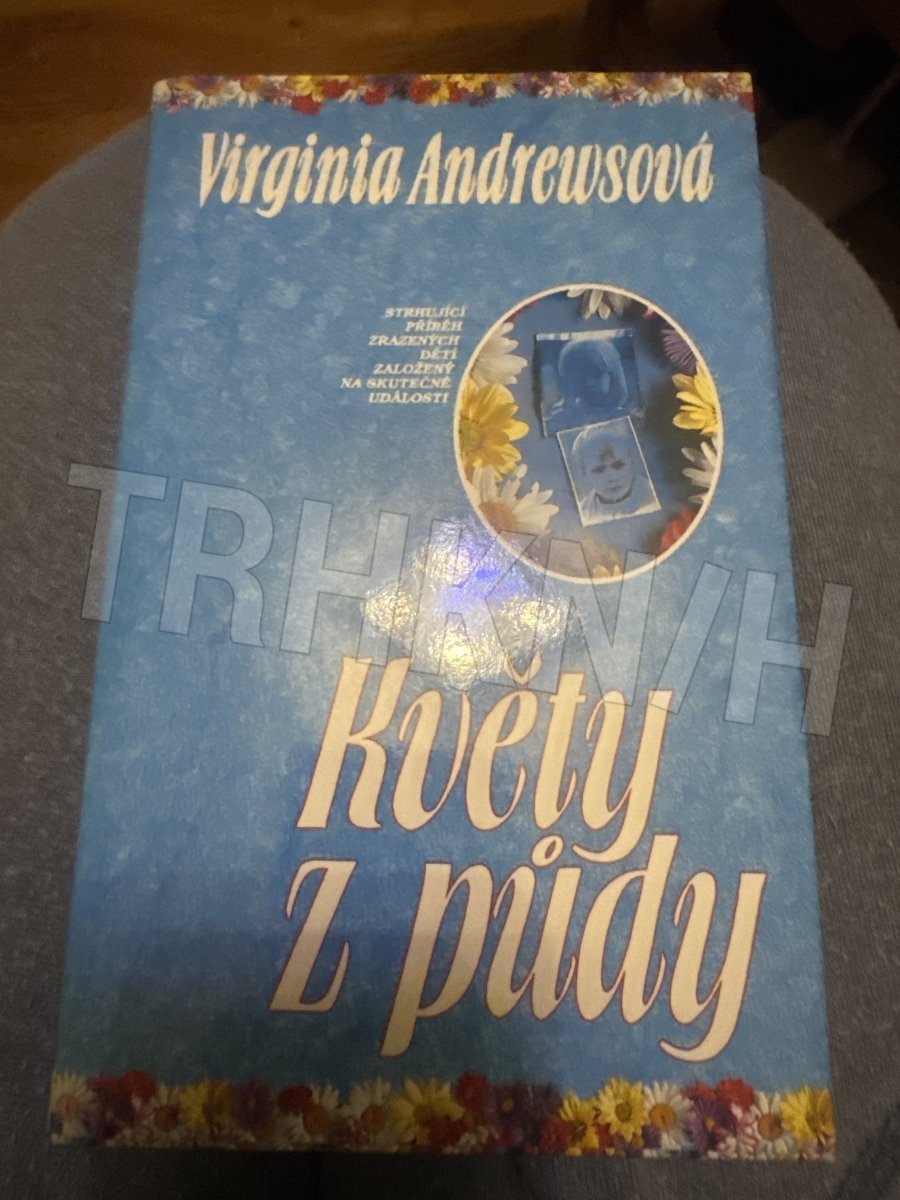 Virginia Andrewsová
STRHUJÍCÍ
PŘÍBĚH
ZRAZENÝCH
DĚTÍ
ZALOŽENÝ
NA SKUTEČNÉ
UDÁLOSTI
TRHKNIH
Květy
z půdy